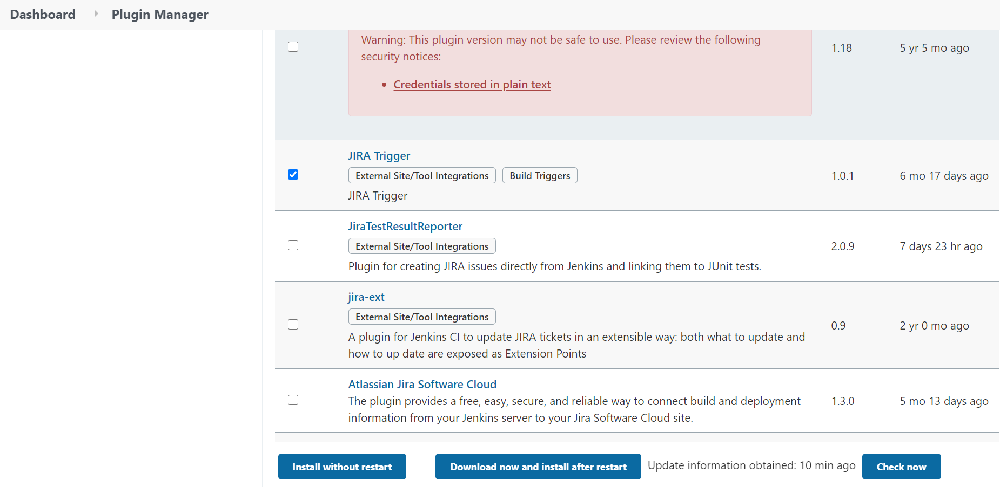 Dashboard Plugin Manager
Warning: This plugin version may not be safe to use. Please review the following
security notices:
1.18
5 yr 5 mo ago
• Credentials stored in plain text
JIRA Trigger
External Site/Tool Integrations Build Triggers
JIRA Trigger
1.0.1
6 mo 17 days ago
JiraTestResultReporter
External Site/Tool Integrations
Plugin for creating JIRA issues directly from Jenkins and linking them to JUnit tests.
2.0.9
7 days 23 hr ago
jira-ext
External Site/Tool Integrations
A plugin for Jenkins CI to update JIRA tickets in an extensible way: both what to update and
how to up date are exposed as Extension Points
0.9
2 yr 0 mo ago
Atlassian Jira Software Cloud
The plugin provides a free, easy, secure, and reliable way to connect build and deployment
information from your Jenkins server to your Jira Software Cloud site.
1.3.0
5 mo 13 days ago
Install without restart Download now and install after restart Update information obtained: 10 min ago Check now